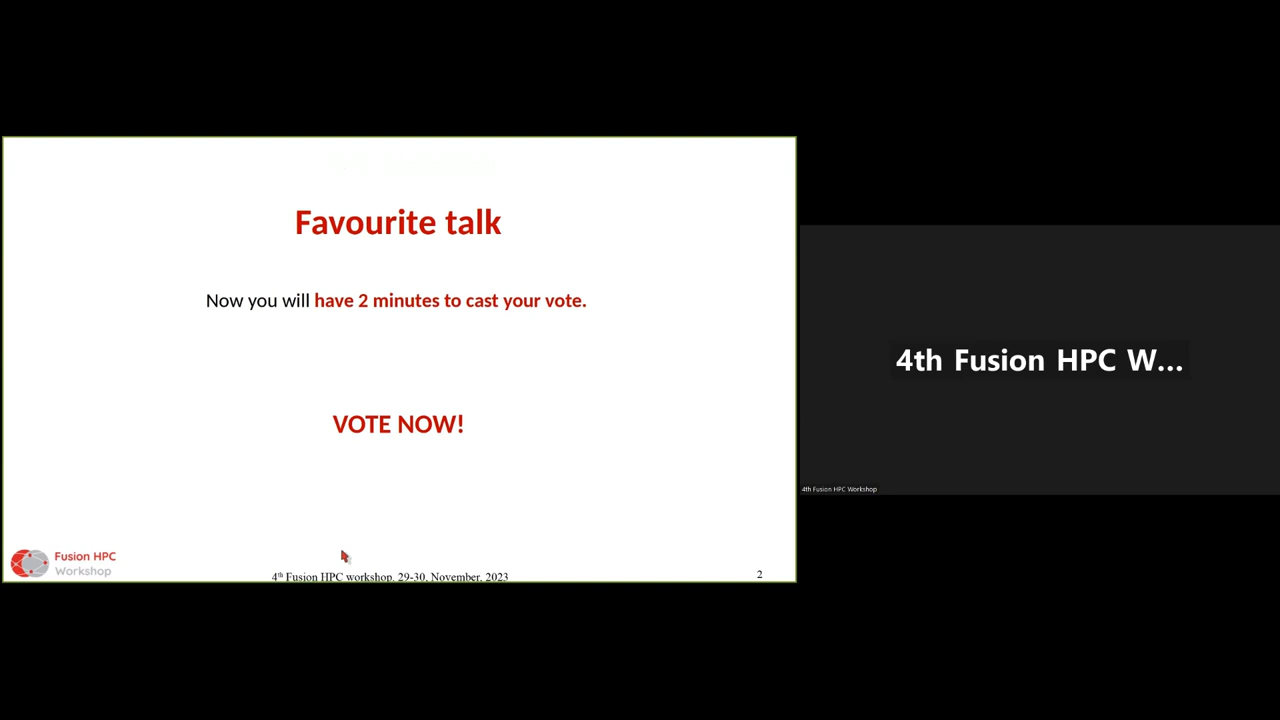 Favourite talk
Now you will have 2 minutes to cast your vote.
VOTE NOW!
Fusion HPC
Workshop
4th Fusion HPC workshop, 29-30, November, 2023
2
4th Fusion HPC W...
4th Fusion HPC Workshop